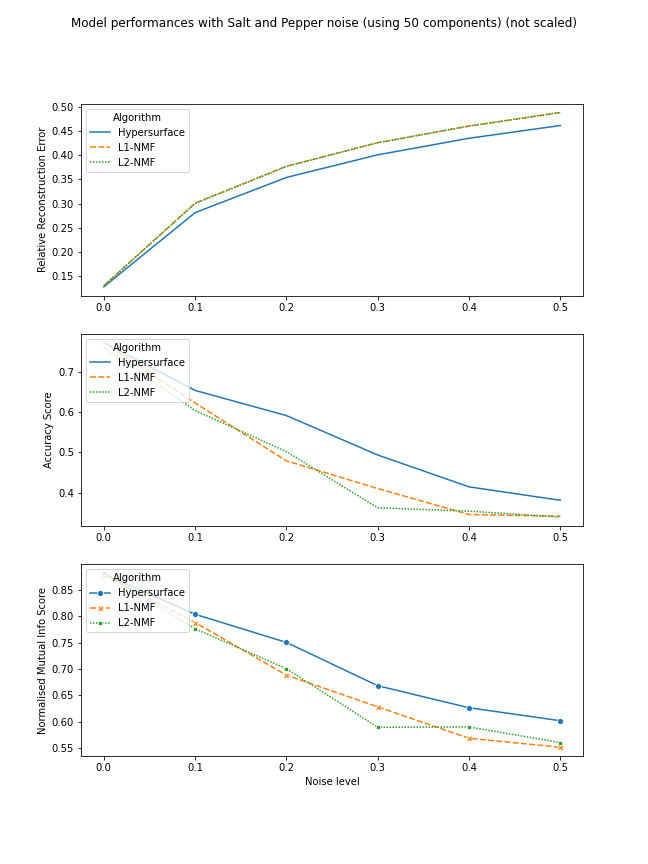 Model performances with Salt and Pepper noise (using 50 components) (not scaled)
Relative Reconstruction Error
0.50
0.45
0.40
0.35
0.30
0.25
0.20
0.15
Algorithm
Hypersurface
L1-NMF
L2-NMF
0.0 0.1 0.2 0.3 0.4 0.5
Accuracy Score
0.7
0.6
0.5
0.4
Algorithm
Hypersurface
L1-NMF
L2-NMF
0.0 0.1 0.2 0.3 0.4 0.5
Normalised Mutual Info Score
0.85
0.80
0.75
0.70
0.65
0.60
0.55
Algorithm
Hypersurface
L1-NMF
L2-NMF
0.0 0.1 0.2 0.3 0.4 0.5
Noise level